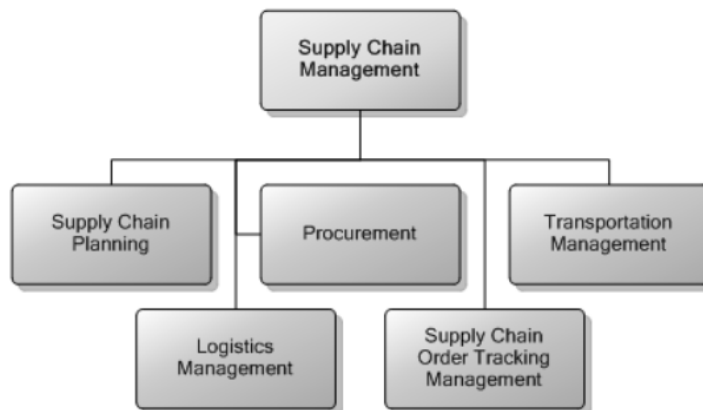 Supply Chain
Management
Supply Chain
Planning
Procurement
Transportation
Management
Logistics
Management
Supply Chain
Order Tracking
Management